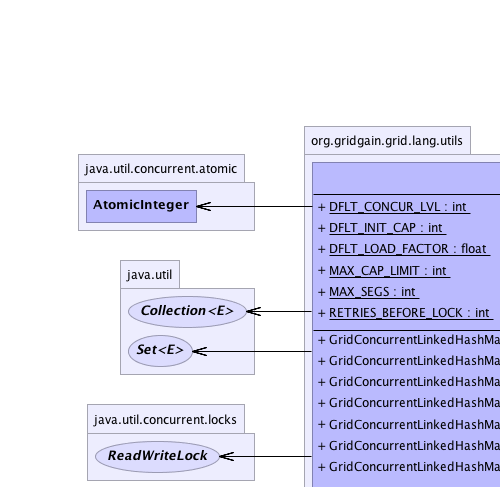 org.gridgain.grid.lang.utils
java.util.concurrent.atomic
AtomicInteger
+ DFLT_CONCUR_LVL : int
+ DFLT_INIT_CAP : int
+ DFLT_LOAD_FACTOR : float
+ MAX_CAP_LIMIT : int
+ MAX_SEGS : int
+ RETRIES_BEFORE_LOCK : int
java.util
Collection<E>
Set<E>
+ GridConcurrentLinkedHashMa
+ GridConcurrentLinkedHashMa
+ GridConcurrentLinkedHashMa
+ GridConcurrentLinkedHashMa
+ GridConcurrentLinkedHashMa
+ GridConcurrentLinkedHashMa
+ GridConcurrentLinkedHashMa
java.util.concurrent.locks
ReadWriteLock